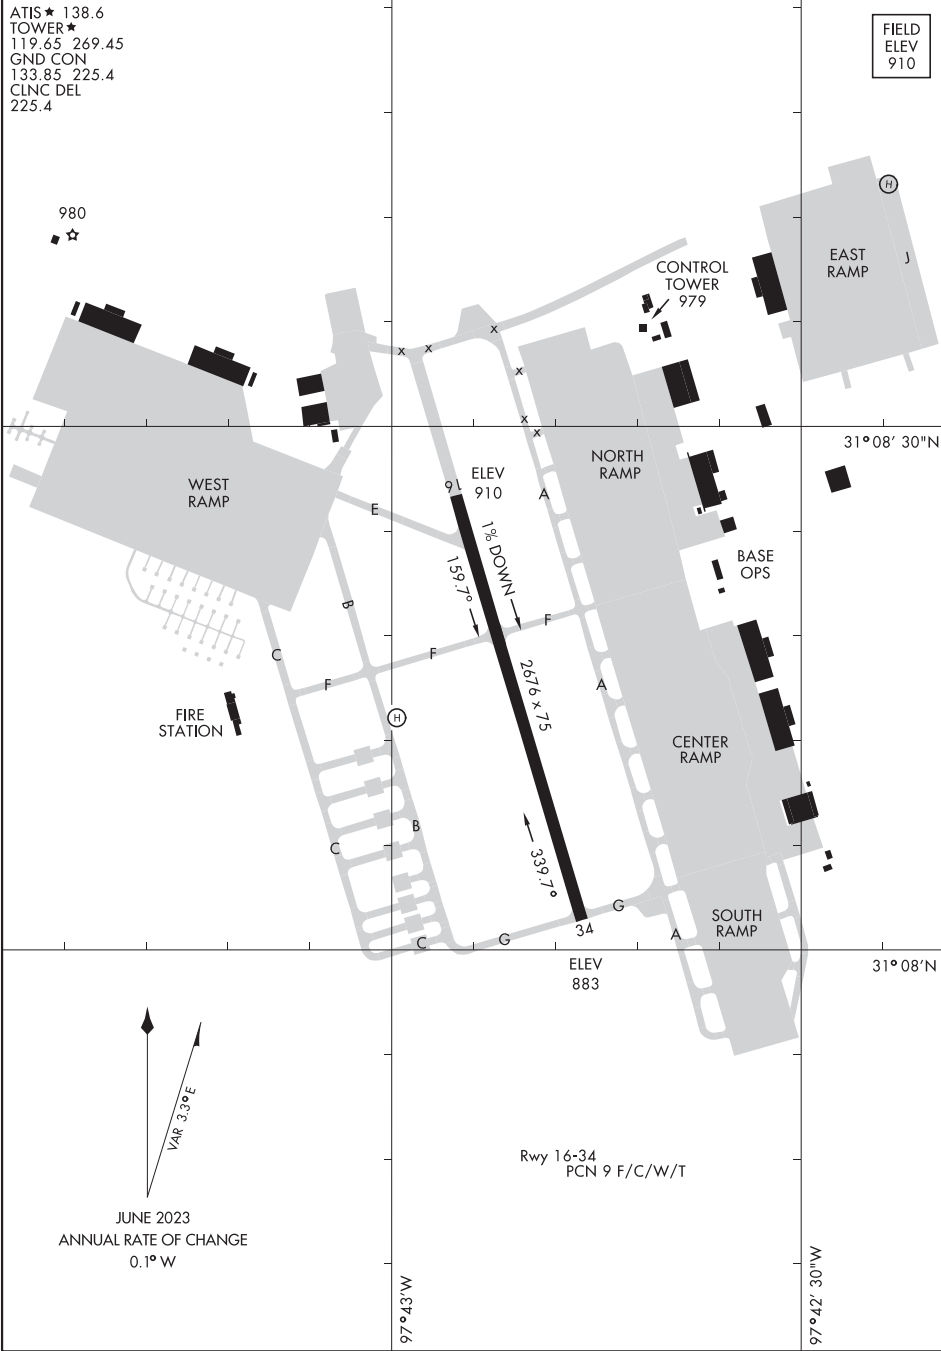 ATIS★ 138.6
TOWER★
119.65 269.45
GND CON
133.85 225.4
CLNC DEL
225.4
FIELD
ELEV
910
980
H
EAST
RAMP
J
CONTROL
TOWER
979
x
x
x
x
x
x
31°08' 30"N
NORTH
RAMP
ELEV
910
WEST
RAMP
16
A
E
1% DOWN
BASE
OPS
159.7°
B
F
F
C
F
A
2676 x 75
FIRE
STATION
H
CENTER
RAMP
B
C
339.7°
G
SOUTH
RAMP
34
A
G
C
ELEV
883
31°08'N
VAR 3.3°E
Rwy 16-34
PCN 9 F/C/W/T
JUNE 2023
ANNUAL RATE OF CHANGE
0.1° W
97°43'W
97°42' 30"W